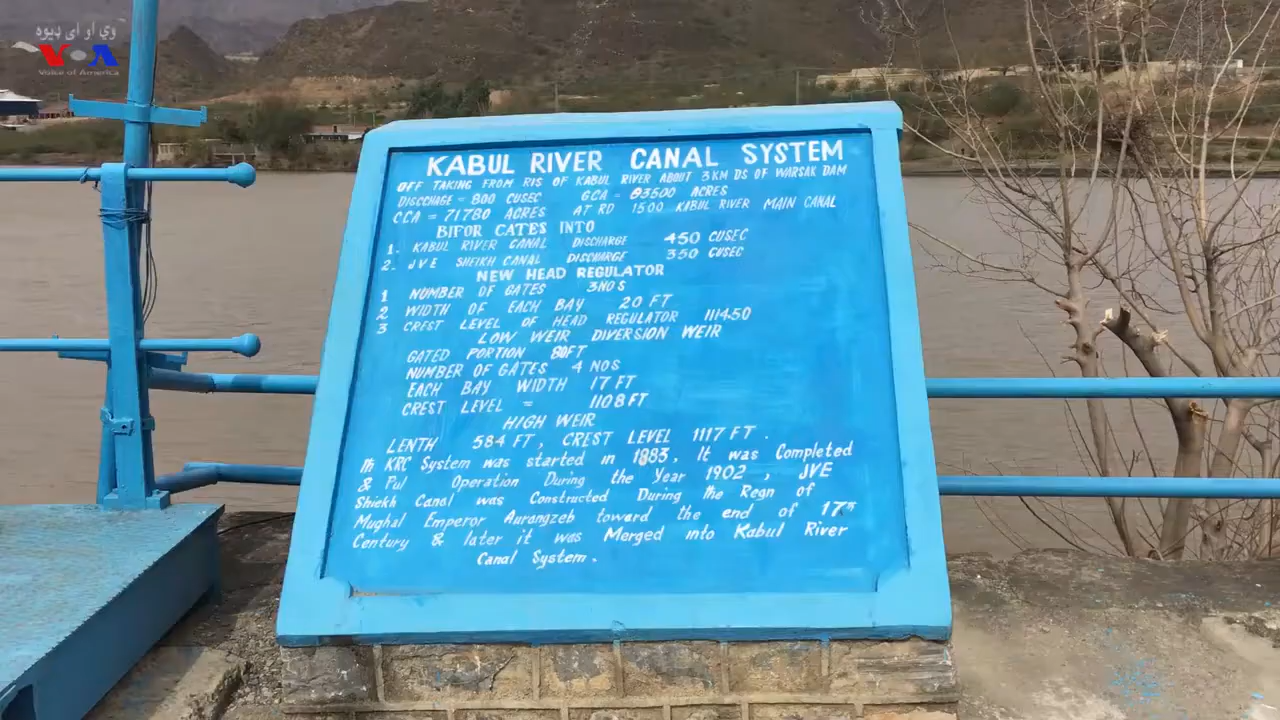 وي او اې ډيوه
VOA
Voice of America
KABUL RIVER CANAL SYSTEM
OFF TAKING FROM RIS OF KABUL RIVER ABOUT 3KM DS OF WARSAK DAM
DISCCHAGE = 800 CUSEC GCA = 83600 ACRES
CCA = 71780 ACRES AT RD 1500 KABUL RIVER MAIN CANAL
BIFOR CATES INTO
1. KABUL RIVER CANAL DISCHARGE 450 CUSEC
2. JVE SHEIKH CANAL DISCHARGE 350 CUSEC
NEW HEAD REGULATOR
1 NUMBER OF GATES 3NOS
2 WIDTH OF EACH BAY 20 FT
3 CREST LEVEL OF HEAD REGULATOR 111450
LOW WEIR DIVERSION WEIR
GATED PORTION 80FT
NUMBER OF GATES 4 NOS
EACH BAY WIDTH 17 FT
CREST LEVEL = 1108FT
HIGH WEIR
LENTH 584 FT, CREST LEVEL 1117 FT.
Th KRC System was started in 1883, It was Completed
& Pul Operation During the Year 1902, JVE
Shiekh Canal was Constructed During the Regn of
Mughal Emperor Aurangzeb toward the end of 17th
Century & later it was Merged into Kabul River
Canal System.